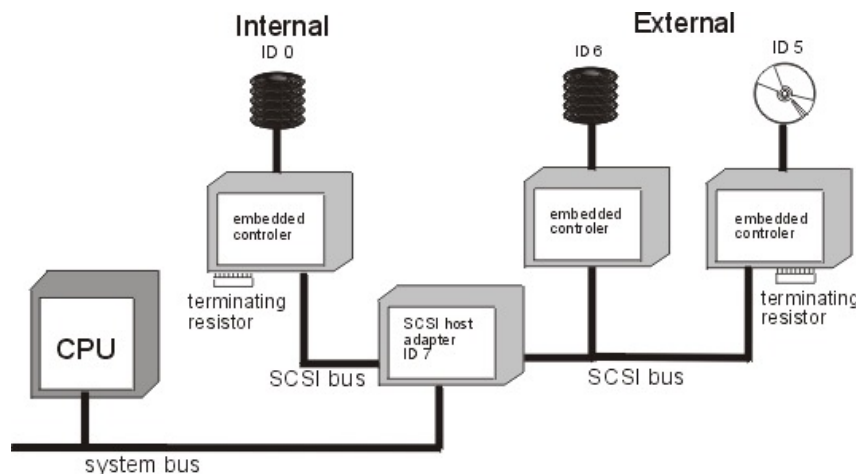 Internal
External
ID 0
ID 6
ID 5
embedded
controler
embedded
controler
embedded
controler
terminating
resistor
terminating
resistor
CPU
SCSI host
adapter
ID 7
SCSI bus
SCSI bus
system bus